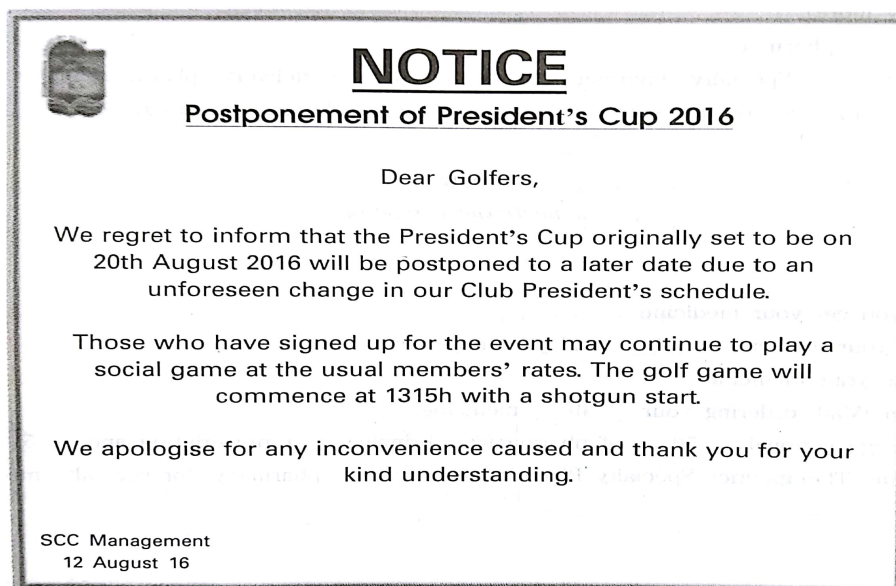 NOTICE
Postponement of President's Cup 2016
Dear Golfers,
We regret to inform that the President's Cup originally set to be on
20th August 2016 will be postponed to a later date due to an
unforeseen change in our Club President's schedule.
Those who have signed up for the event may continue to play a
social game at the usual members' rates. The golf game will
commence at 1315h with a shotgun start.
We apologise for any inconvenience caused and thank you for your
kind understanding.
SCC Management
12 August 16